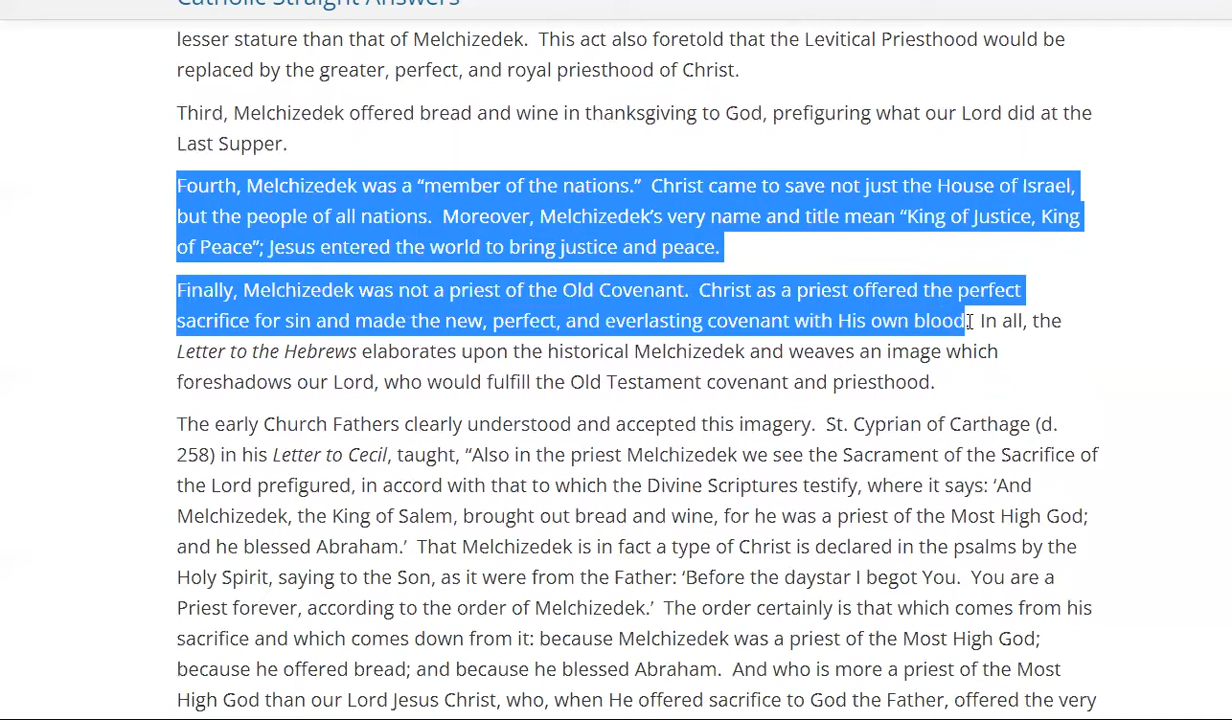 Catholic Straight Answers
lesser stature than that of Melchizedek.  This act also foretold that the Levitical Priesthood would be
replaced by the greater, perfect, and royal priesthood of Christ.
Third, Melchizedek offered bread and wine in thanksgiving to God, prefiguring what our Lord did at the
Last Supper.
Fourth, Melchizedek was a “member of the nations.”  Christ came to save not just the House of Israel,
but the people of all nations.  Moreover, Melchizedek’s very name and title mean “King of Justice, King
of Peace”; Jesus entered the world to bring justice and peace.
Finally, Melchizedek was not a priest of the Old Covenant.  Christ as a priest offered the perfect
sacrifice for sin and made the new, perfect, and everlasting covenant with His own blood. In all, the
Letter to the Hebrews elaborates upon the historical Melchizedek and weaves an image which
foreshadows our Lord, who would fulfill the Old Testament covenant and priesthood.
The early Church Fathers clearly understood and accepted this imagery.  St. Cyprian of Carthage (d.
258) in his Letter to Cecil, taught, “Also in the priest Melchizedek we see the Sacrament of the Sacrifice of
the Lord prefigured, in accord with that to which the Divine Scriptures testify, where it says: ‘And
Melchizedek, the King of Salem, brought out bread and wine, for he was a priest of the Most High God;
and he blessed Abraham.’  That Melchizedek is in fact a type of Christ is declared in the psalms by the
Holy Spirit, saying to the Son, as it were from the Father: ‘Before the daystar I begot You.  You are a
Priest forever, according to the order of Melchizedek.’  The order certainly is that which comes from his
sacrifice and which comes down from it: because Melchizedek was a priest of the Most High God;
because he offered bread; and because he blessed Abraham.  And who is more a priest of the Most
High God than our Lord Jesus Christ, who, when He offered sacrifice to God the Father, offered the very